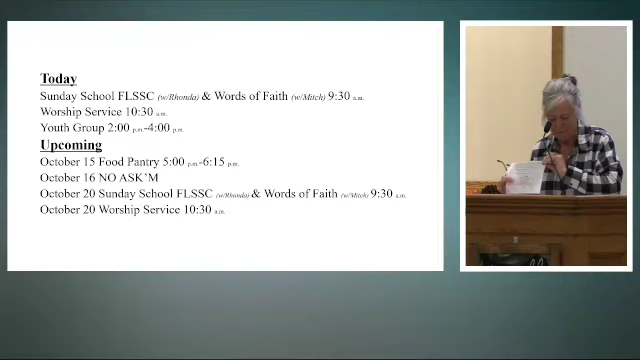 Today
Sunday School FLSSC (w/Rhonda) & Words of Faith (w/Mitch) 9:30 a.m.
Worship Service 10:30 a.m.
Youth Group 2:00 p.m.-4:00 p.m.
Upcoming
October 15 Food Pantry 5:00 p.m.-6:15 p.m.
October 16 NO ASK’M
October 20 Sunday School FLSSC (w/Rhonda) & Words of Faith (w/Mitch) 9:30 a.m.
October 20 Worship Service 10:30 a.m.